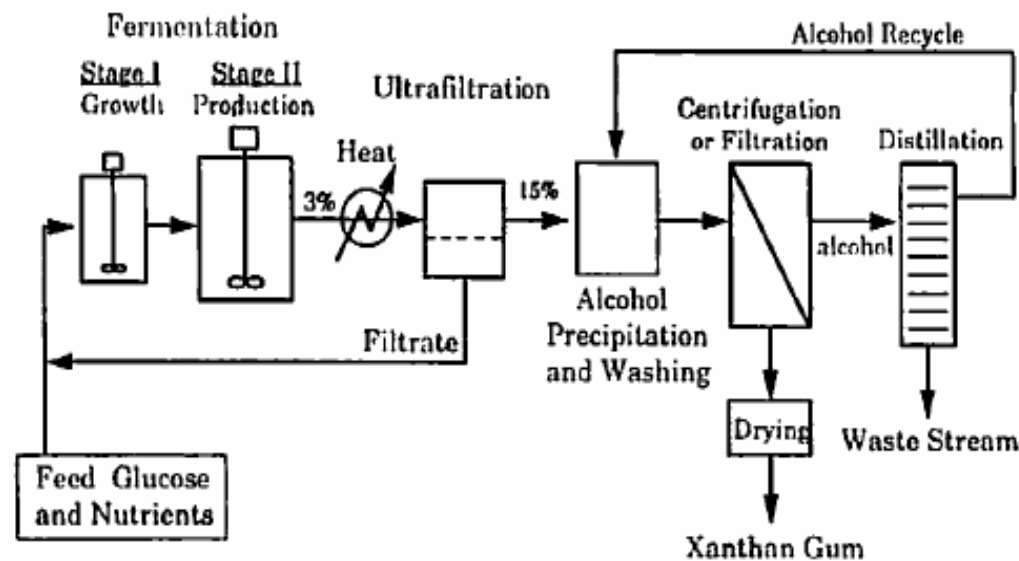 Fermentation
Stage I
Growth
Stage II
Production
Heat
3%
Ultrafiltration
15%
Filtrate
Feed Glucose
and Nutrients
Alcohol Recycle
Alcohol
Precipitation
and Washing
Centrifugation
or Filtration
alcohol
Distillation
Drying
Waste Stream
Xanthan Gum